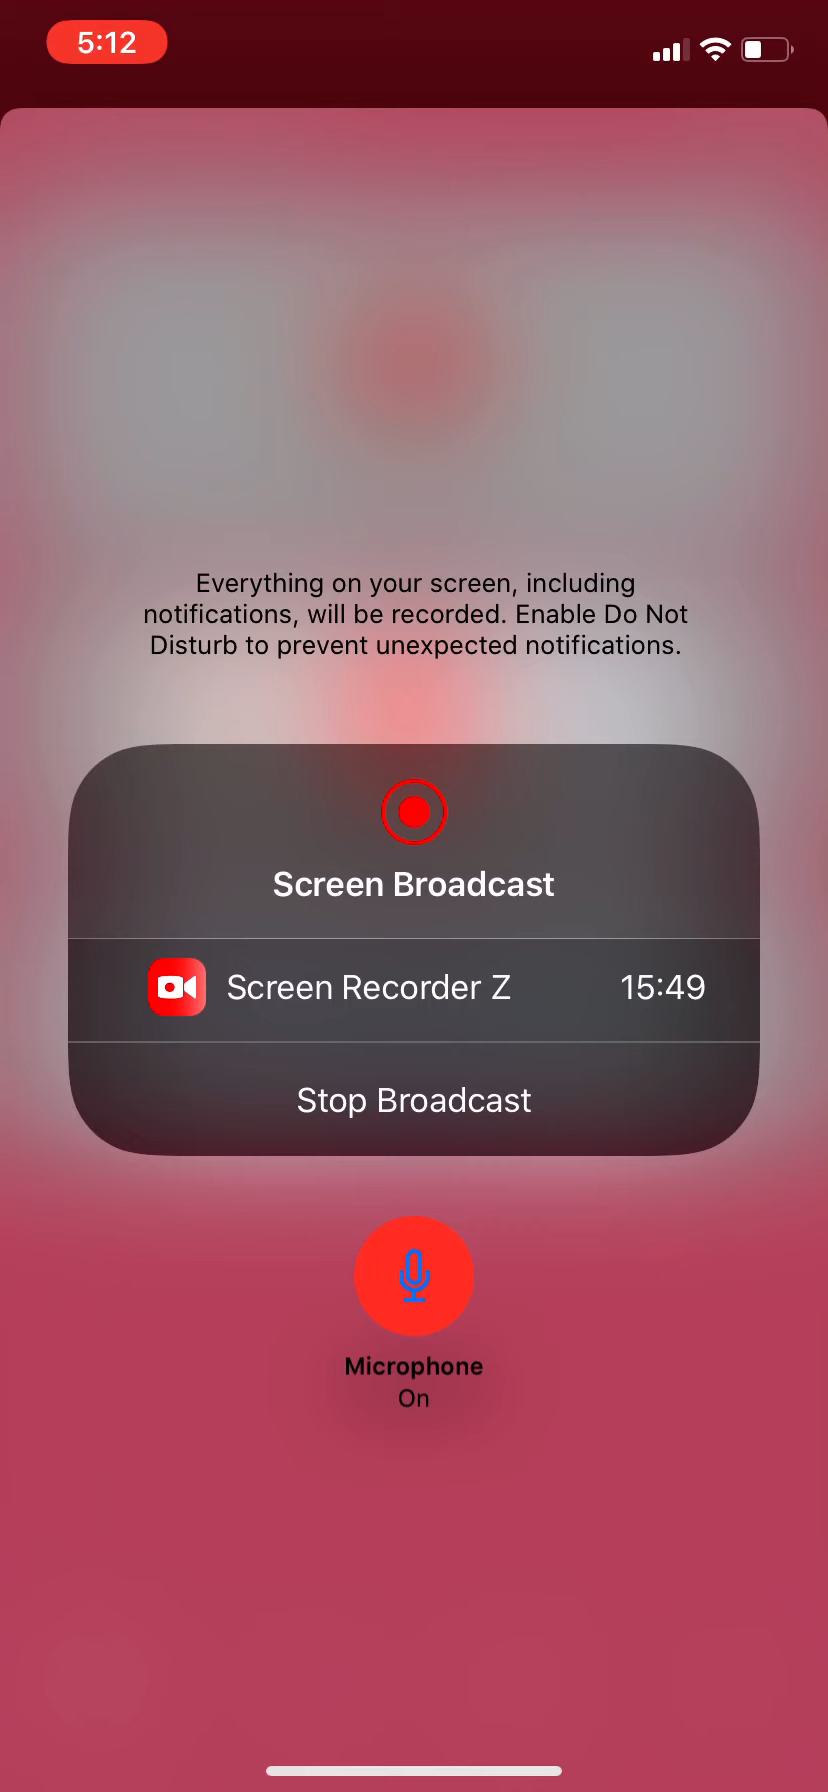 5:12
Everything on your screen, including
notifications, will be recorded. Enable Do Not
Disturb to prevent unexpected notifications.
Screen Broadcast
Screen Recorder Z 15:49
Stop Broadcast
Microphone
On